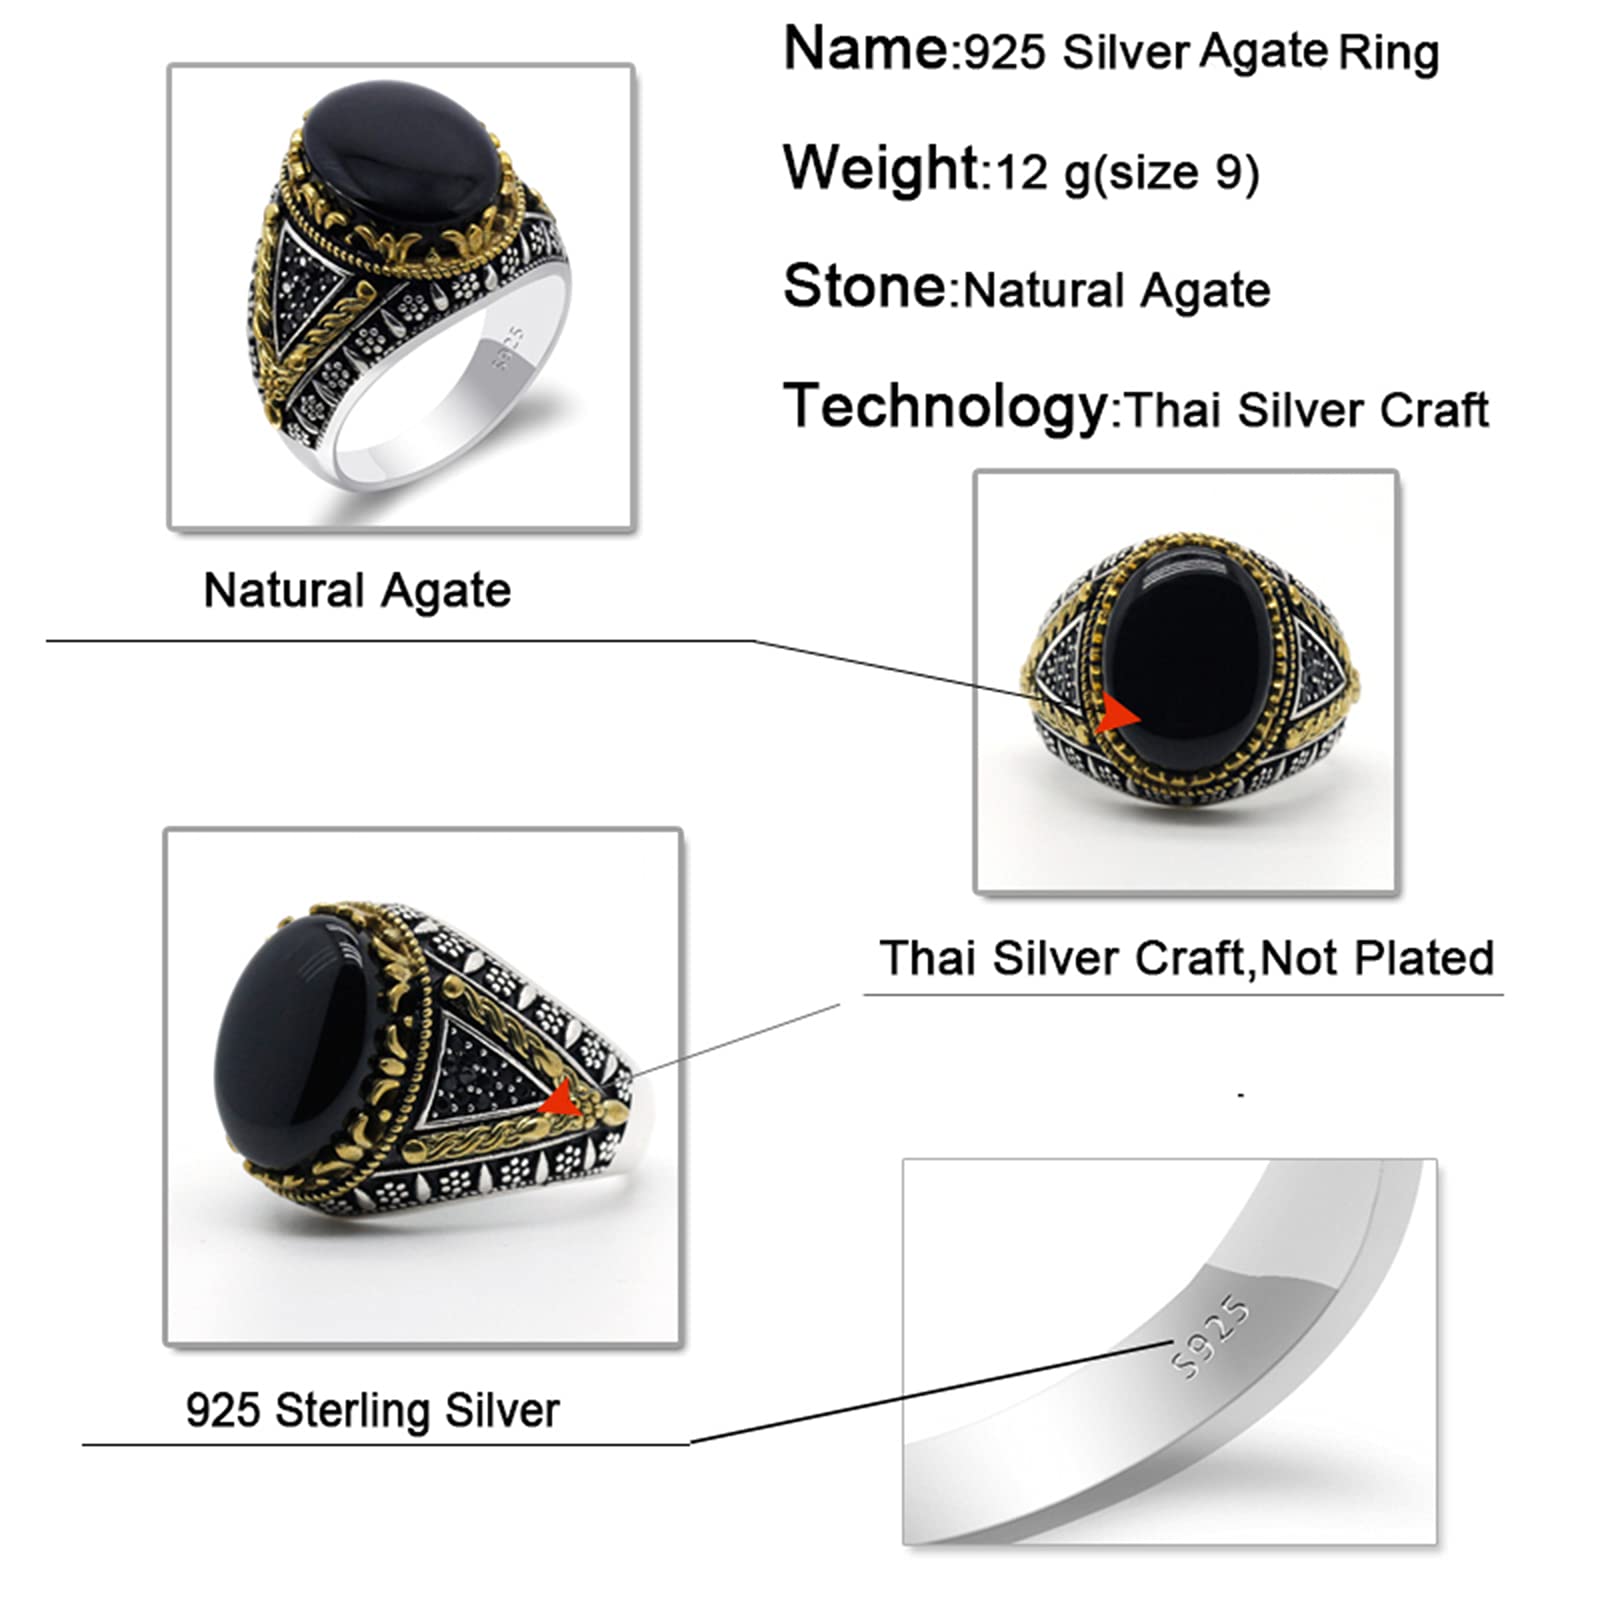 Name:925 Silver Agate Ring
Weight:12 g(size 9)
Stone:Natural Agate
Technology:Thai Silver Craft
S925
Natural Agate
Thai Silver Craft,Not Plated
-
925 Sterling Silver
S925